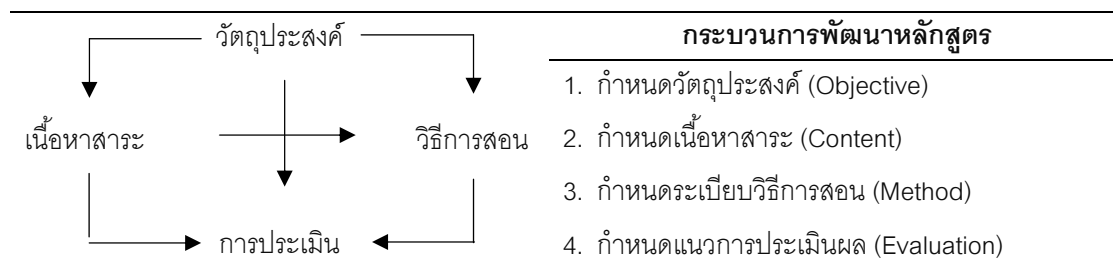 วัตถุประสงค์
เนื้อหาสาระ
วิธีการสอน
การประเมิน
กระบวนการพัฒนาหลักสูตร
1. กำหนดวัตถุประสงค์ (Objective)
2. กำหนดเนื้อหาสาระ (Content)
3. กำหนดระเบียบวิธีการสอน (Method)
4. กำหนดแนวการประเมินผล (Evaluation)